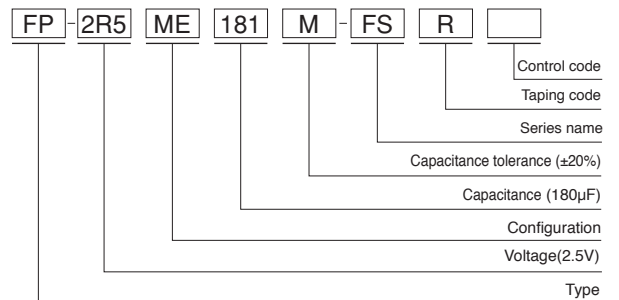 FP-2R5 ME 181 M-FS R
Control code
Taping code
Series name
Capacitance tolerance (±20%)
Capacitance (180µF)
Configuration
Voltage(2.5V)
Type